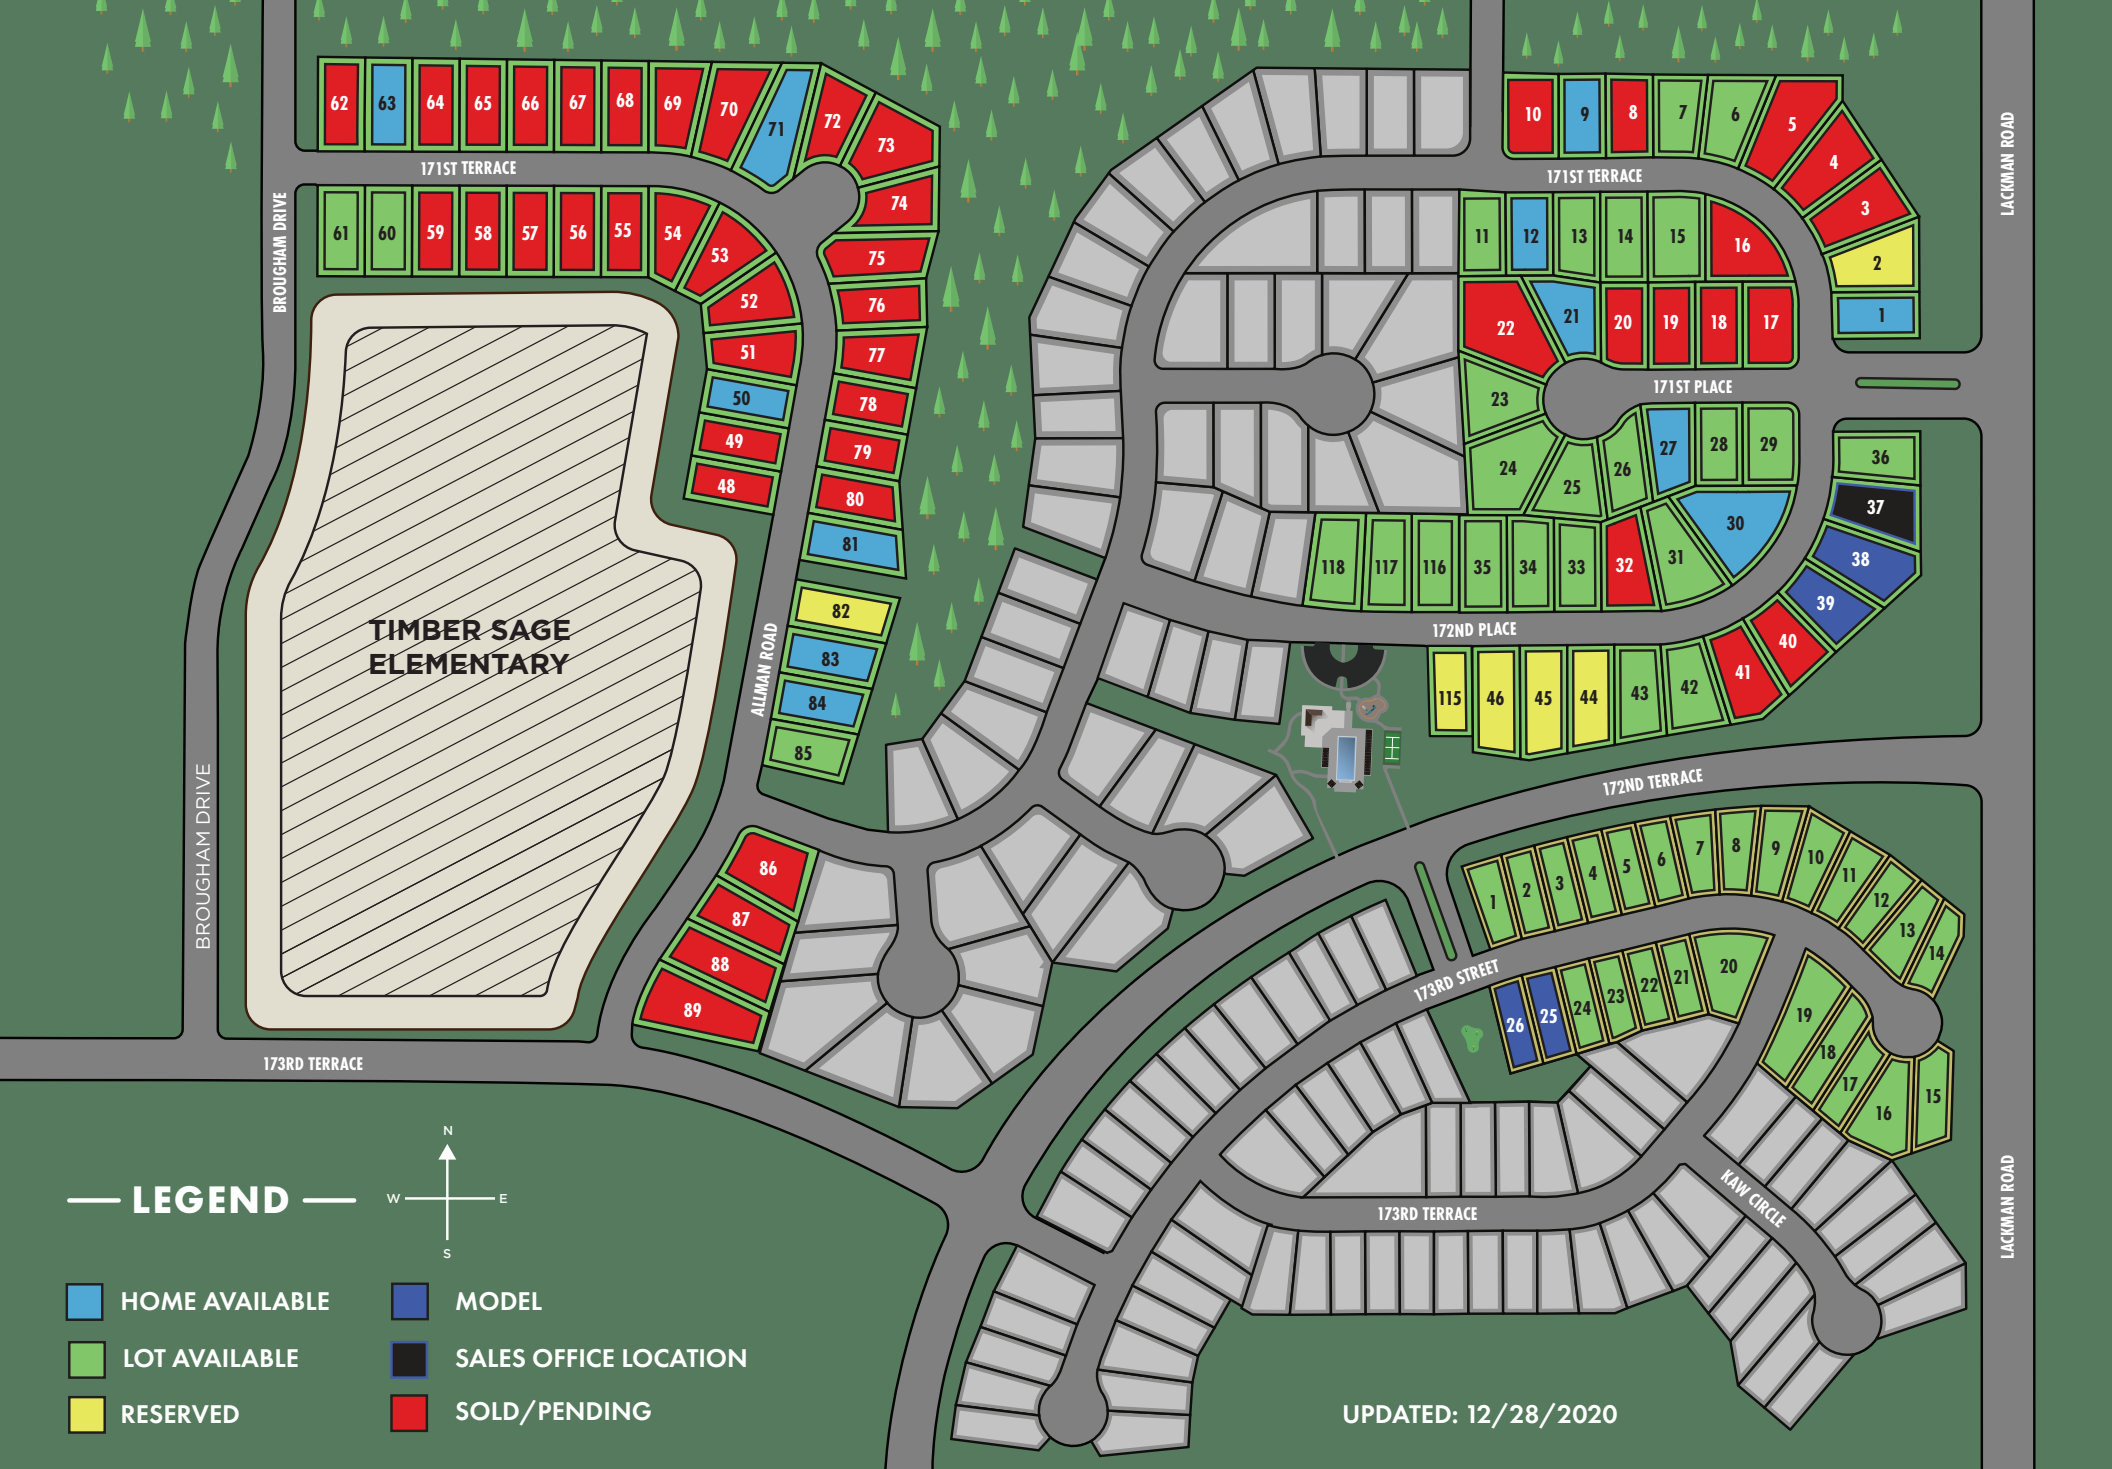 62 63 64 65 66 67 68 69 70 71 72 73
171ST TERRACE
74
61 60 59 58 57 56 55 54 53
75
52 76
51 77
50 78
49 79
48 80
81
82
83
84
85
86
87
88
89
BROUGHAM DRIVE
BROUGHAM DRIVE
ALLMAN ROAD
TIMBER SAGE
ELEMENTARY
173RD TERRACE
10 9 8 7 6 5
4
171ST TERRACE
3
11 12 13 14 15 16
2
22 21 20 19 18 17 1
171ST PLACE
23
24 25 26 27 28 29
36
37
30
38
118 117 116 35 34 33 32 31
39
172ND PLACE
40
115 46 45 44 43 42 41
LACKMAN ROAD
172ND TERRACE
1 2 3 4 5 6 7 8 9 10 11 12 13 14
173RD STREET
26 25 24 23 22 21 20
19 18 17 16 15
KAW CIRCLE
173RD TERRACE
LACKMAN ROAD
N
W E
S
LEGEND
HOME AVAILABLE
LOT AVAILABLE
RESERVED
MODEL
SALES OFFICE LOCATION
SOLD/PENDING
UPDATED: 12/28/2020